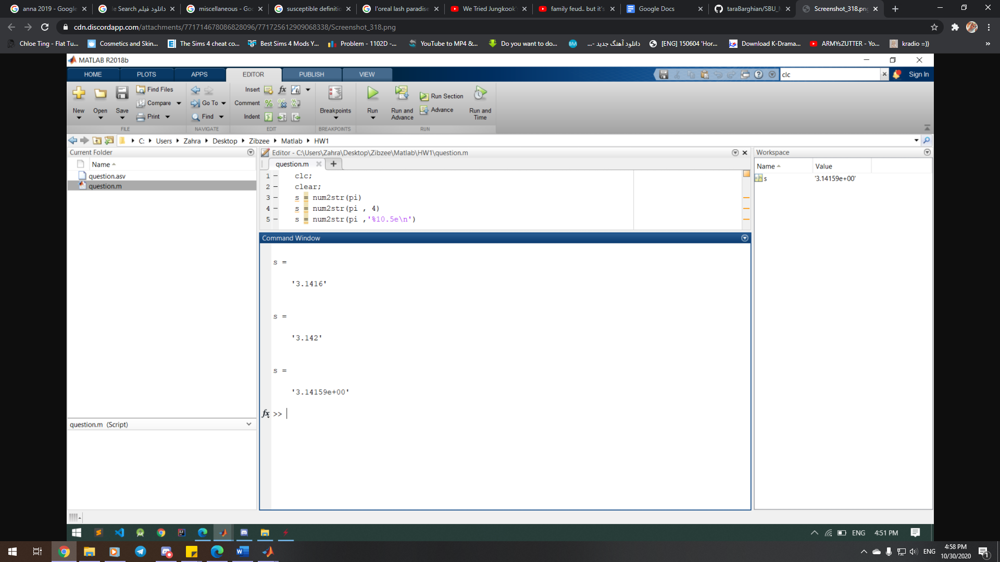 anna 2019 - Google
دانلود فیلم le Search
miscellaneous - Goo
susceptible definitio
l'oreal lash paradise
We Tried Jungkook'
family feud.. but it's
Google Docs
taraBarghian/SBU_M
Screenshot_318.png
cdn.discordapp.com/attachments/771714678086828096/771725612909068338/Screenshot_318.png
Chloe Ting - Flat Tu...
Cosmetics and Skin...
The Sims 4 cheat co...
Best Sims 4 Mods Y...
Problem - 1102D -...
YouTube to MP4 &...
Do you want to do...
دانلود آهنگ جدید -...
[ENG] 150604 'Hor...
Download K-Drama...
ARMYsZUTTER - Yo...
kradio =))
MATLAB R2018b
HOME PLOTS APPS EDITOR PUBLISH VIEW
clc
Sign In
New Open Save
Find Files
Compare
Print
FILE
Go To
Find
NAVIGATE
Insert
Comment
Indent
EDIT
Breakpoints
BREAKPOINTS
Run
Run and Advance
Run Section
Advance
Run and Time
RUN
C: Users Zahra Desktop Zibzee Matlab HW1
Current Folder
Name
question.asv
question.m
question.m (Script)
Editor - C:\Users\Zahra\Desktop\Zibzee\Matlab\HW1\question.m
question.m
1 clc;
2 clear;
3 s = num2str(pi)
4 s = num2str(pi , 4)
5 s = num2str(pi ,'%10.5e\n')
Command Window
s =
'3.1416'
s =
'3.142'
s =
'3.14159e+00'
fx >>
Workspace
Name Value
s '3.14159e+00'
ENG 4:51 PM
ENG
4:58 PM
10/30/2020
1